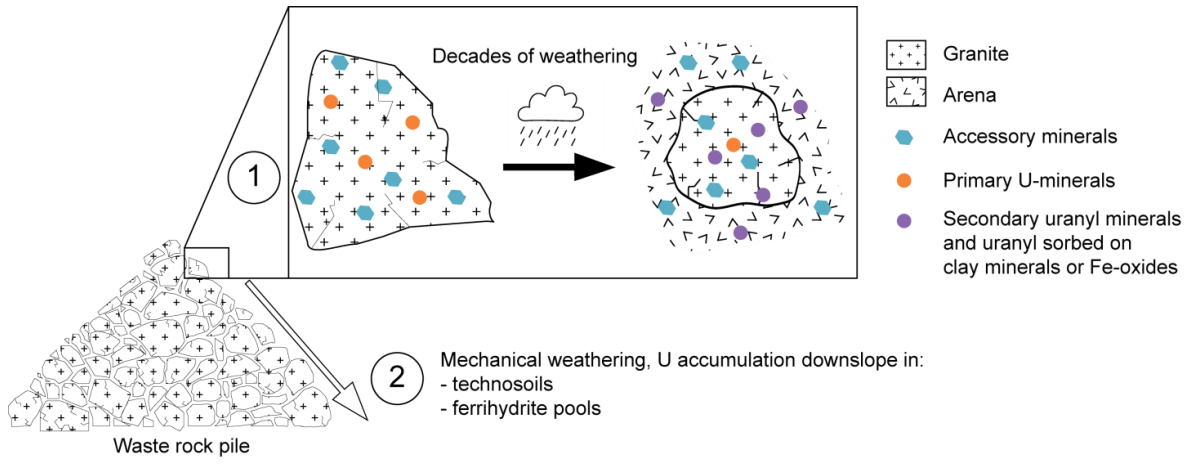 Decades of weathering
1
Granite
Arena
Accessory minerals
Primary U-minerals
Secondary uranyl minerals
and uranyl sorbed on
clay minerals or Fe-oxides
2
Mechanical weathering, U accumulation downslope in:
- technosoils
- ferrihydrite pools
Waste rock pile